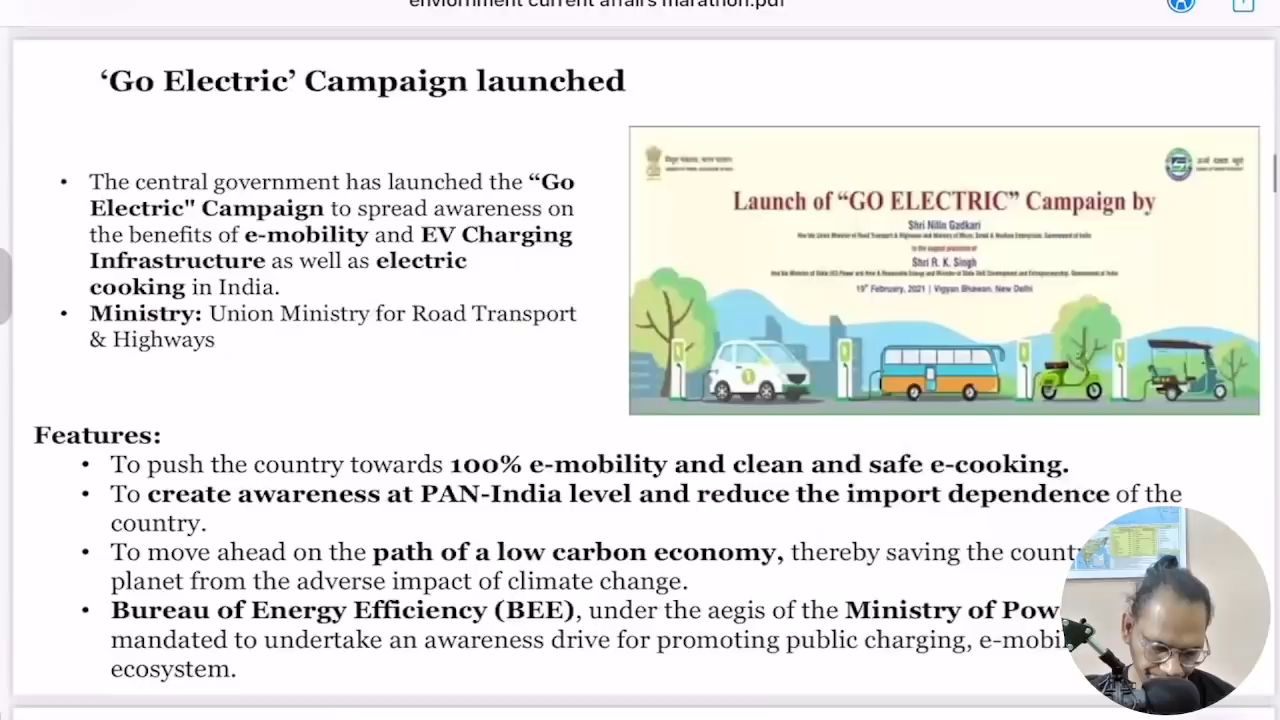 enviornment current affairs marathon.pdf
‘Go Electric’ Campaign launched
• The central government has launched the “Go
Electric" Campaign to spread awareness on
the benefits of e-mobility and EV Charging
Infrastructure as well as electric
cooking in India.
• Ministry: Union Ministry for Road Transport
& Highways
Launch of “GO ELECTRIC” Campaign by
Shri Nitin Gadkari
Shri R. K. Singh
19th February, 2021 | Vigyan Bhawan, New Delhi
Features:
• To push the country towards 100% e-mobility and clean and safe e-cooking.
• To create awareness at PAN-India level and reduce the import dependence of the
country.
• To move ahead on the path of a low carbon economy, thereby saving the
planet from the adverse impact of climate change.
• Bureau of Energy Efficiency (BEE), under the aegis of the Ministry of
mandated to undertake an awareness drive for promoting public charging,
ecosystem.